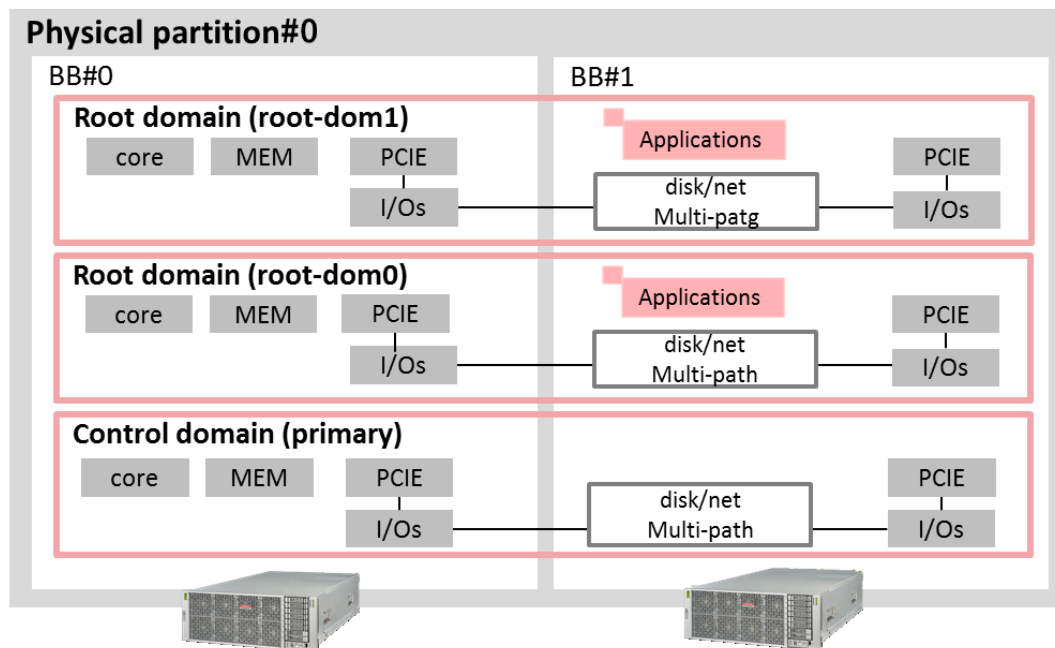 Physical partition#0
BB#0
BB#1
Root domain (root-dom1)
core
MEM
PCIE
I/Os
Applications
disk/net
Multi-patg
PCIE
I/Os
Root domain (root-dom0)
core
MEM
PCIE
I/Os
Applications
disk/net
Multi-path
PCIE
I/Os
Control domain (primary)
core
MEM
PCIE
I/Os
disk/net
Multi-path
PCIE
I/Os